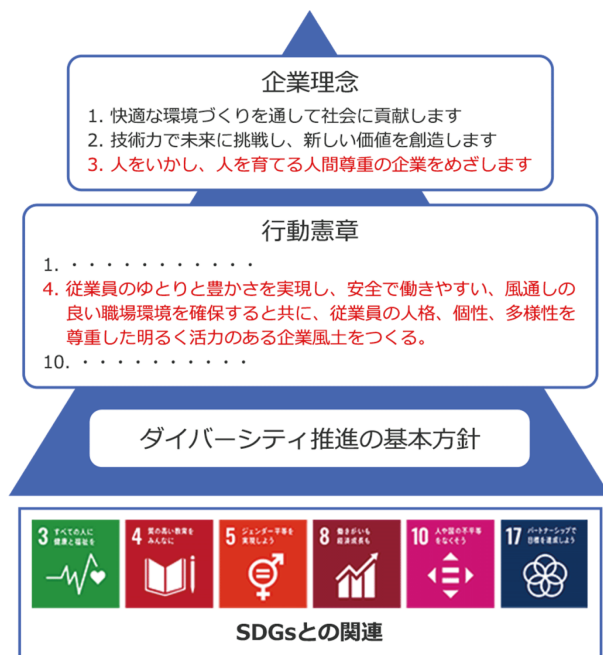 企業理念
1. 快適な環境づくりを通して社会に貢献します
2. 技術力で未来に挑戦し、新しい価値を創造します
3. 人をいかし、人を育てる人間尊重の企業をめざします
行動憲章
1. ・・・・・・・・・・・
4. 従業員のゆとりと豊かさを実現し、安全で働きやすい、風通しの
良い職場環境を確保すると共に、従業員の人格、個性、多様性を
尊重した明るく活力のある企業風土をつくる。
10. ・・・・・・・・・・
ダイバーシティ推進の基本方針
3 すべての人に
健康と福祉を
4 質の高い教育を
みんなに
5 ジェンダー平等を
実現しよう
8 働きがいも
経済成長も
10 人や国の不平等
をなくそう
17 パートナーシップで
目標を達成しよう
SDGsとの関連